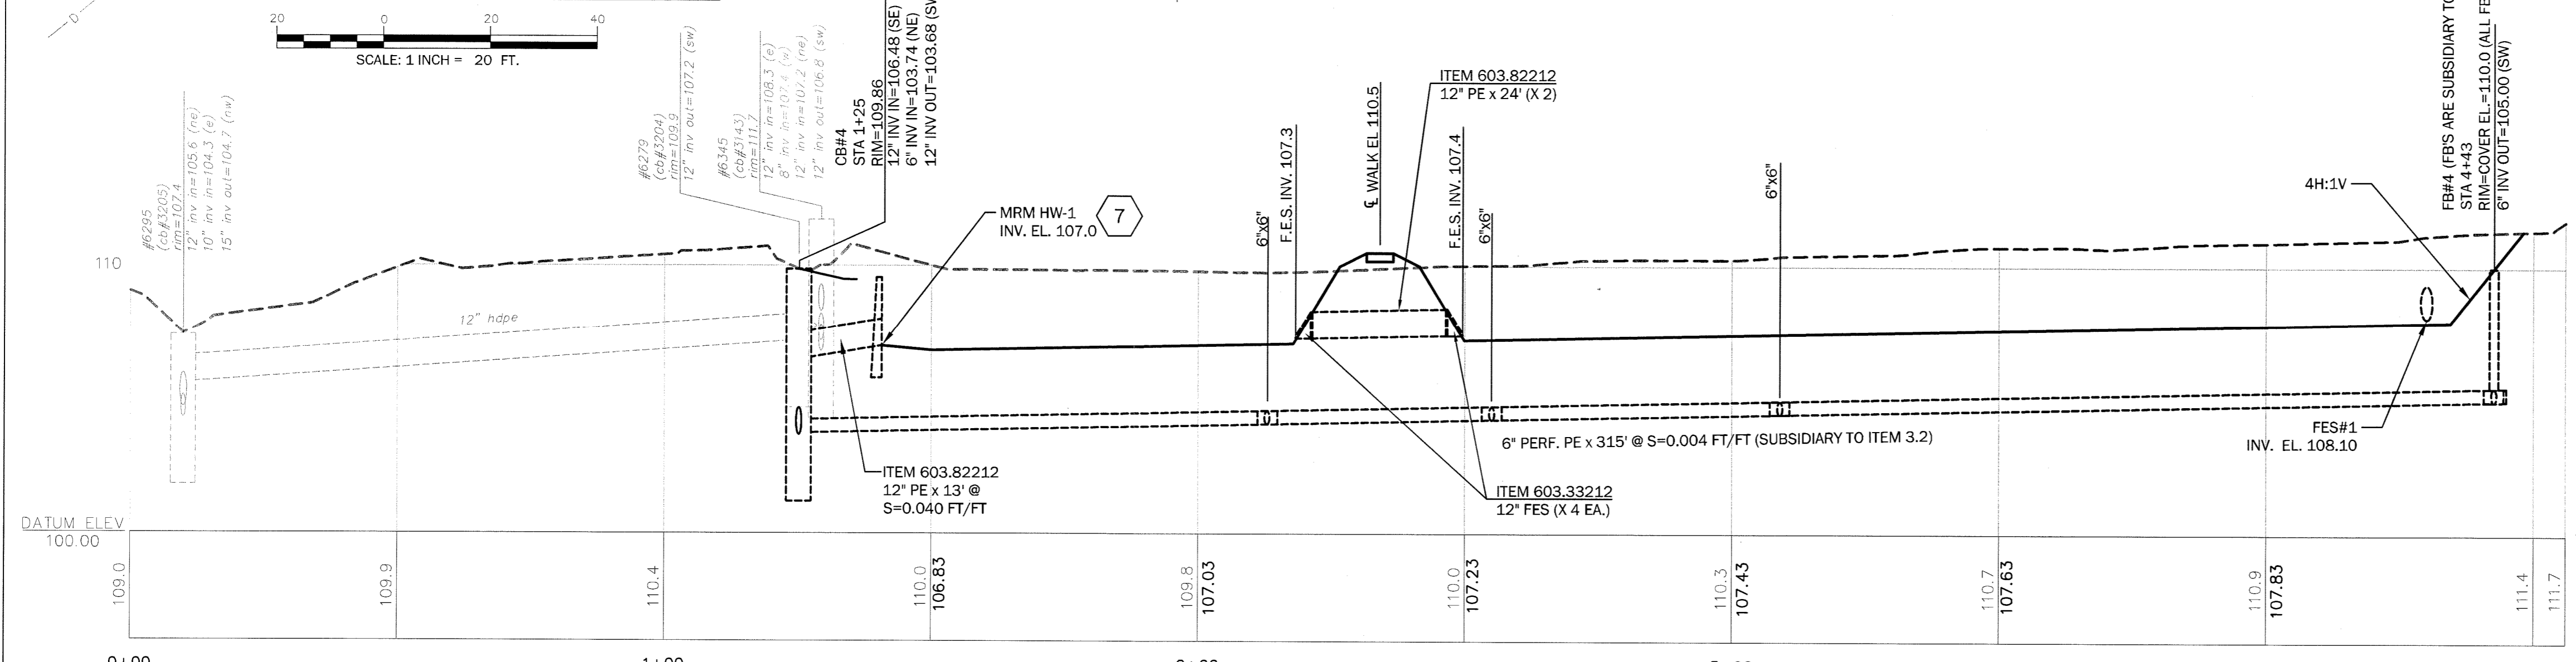 D
20 0 20 40
SCALE: 1 INCH = 20 FT.
#6295
(cb#3205)
rim=107.4
12" inv in=105.6 (ne)
10" inv in=104.3 (e)
15" inv out=104.7 (nw)
#6279
(cb#3204)
rim=109.9
12" inv out=107.2 (sw)
#6345
(cb#3143)
rim=111.7
12" inv in=108.3 (e)
8" inv in=107.4 (w)
12" inv in=107.2 (ne)
12" inv out=106.8 (sw)
CB#4
STA 1+25
RIM=109.86
12" INV IN=106.48 (SE)
6" INV IN=103.74 (NE)
12" INV OUT=103.68 (SW
MRM HW-1
INV. EL. 107.0
7
6"x6"
F.E.S. INV. 107.3
℄ WALK EL 110.5
ITEM 603.82212
12" PE x 24' (X 2)
F.E.S. INV. 107.4
6"x6"
6"x6"
4H:1V
FB#4 (FB'S ARE SUBSIDIARY TO
STA 4+43
RIM=COVER EL.=110.0 (ALL FB
6" INV OUT=105.00 (SW)
110
12" hdpe
6" PERF. PE x 315' @ S=0.004 FT/FT (SUBSIDIARY TO ITEM 3.2)
FES#1
INV. EL. 108.10
ITEM 603.82212
12" PE x 13' @
S=0.040 FT/FT
ITEM 603.33212
12" FES (X 4 EA.)
DATUM ELEV
100.00
109.0
109.9
110.4
110.0
106.83
109.8
107.03
110.0
107.23
110.3
107.43
110.7
107.63
110.9
107.83
111.4
111.7
0+00
1+00